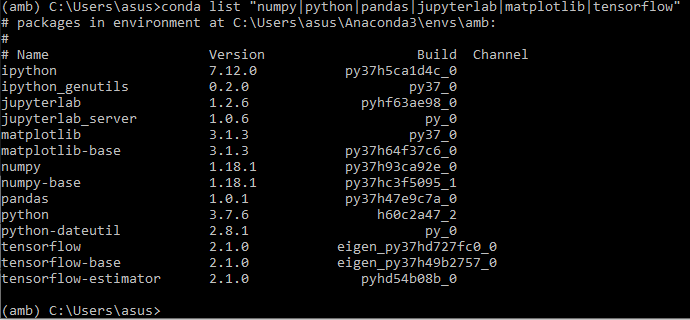 (amb) C:\Users\asus>conda list "numpy|python|pandas|jupyterlab|matplotlib|tensorflow"
# packages in environment at C:\Users\asus\Anaconda3\envs\amb:
#
# Name                    Version                   Build  Channel
ipython                   7.12.0           py37h5ca1d4c_0
ipython_genutils          0.2.0                    py37_0
jupyterlab                1.2.6              pyhf63ae98_0
jupyterlab_server         1.0.6                      py_0
matplotlib                3.1.3                    py37_0
matplotlib-base           3.1.3            py37h64f37c6_0
numpy                     1.18.1           py37h93ca92e_0
numpy-base                1.18.1           py37hc3f5095_1
pandas                    1.0.1            py37h47e9c7a_0
python                    3.7.6                h60c2a47_2
python-dateutil           2.8.1                      py_0
tensorflow                2.1.0           eigen_py37hd727fc0_0
tensorflow-base           2.1.0           eigen_py37h49b2757_0
tensorflow-estimator      2.1.0              pyhd54b08b_0
(amb) C:\Users\asus>